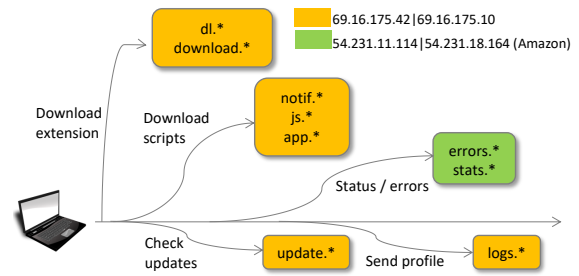 dl.*
download.*
69.16.175.42|69.16.175.10
54.231.11.114|54.231.18.164 (Amazon)
Download
extension
Download
scripts
notif.*
js.*
app.*
Status / errors
errors.*
stats.*
Check
updates
update.*
Send profile
logs.*